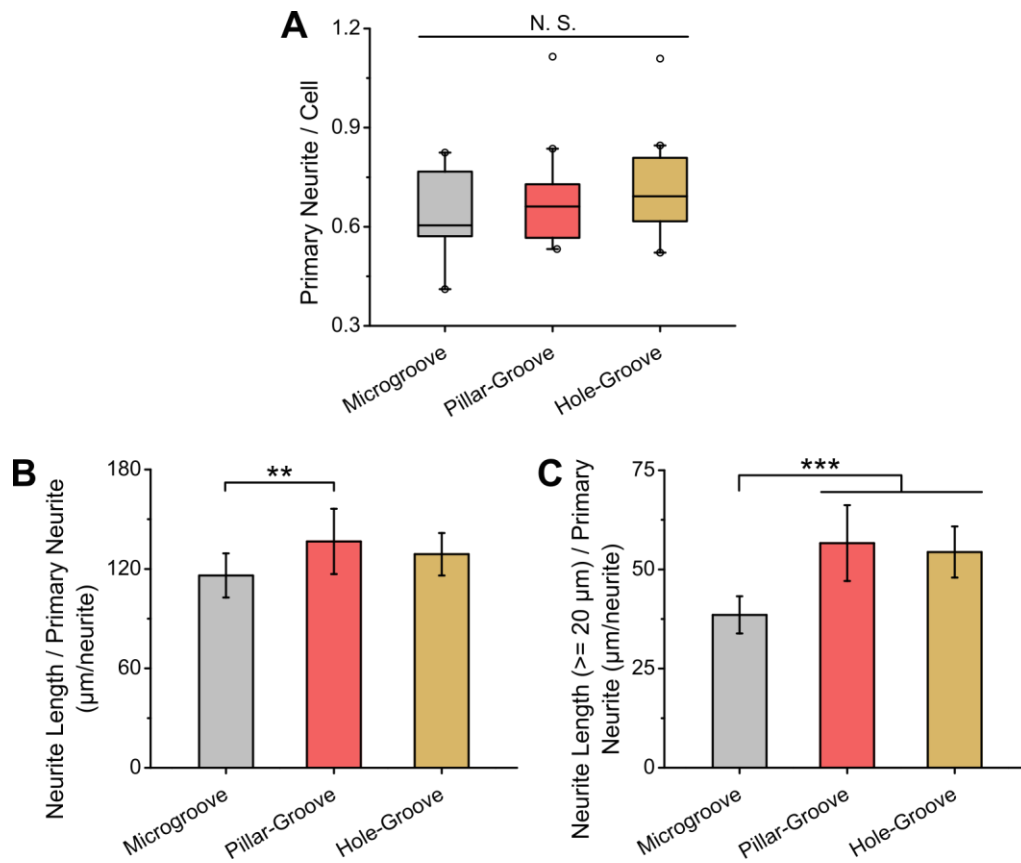 A
N. S.
Primary Neurite / Cell
1.2
0.9
0.6
0.3
Microgroove
Pillar-Groove
Hole-Groove
B
**
Neurite Length / Primary Neurite
(μm/neurite)
180
120
60
0
Microgroove
Pillar-Groove
Hole-Groove
C
***
Neurite Length (>= 20 μm) / Primary
Neurite (μm/neurite)
75
50
25
0
Microgroove
Pillar-Groove
Hole-Groove